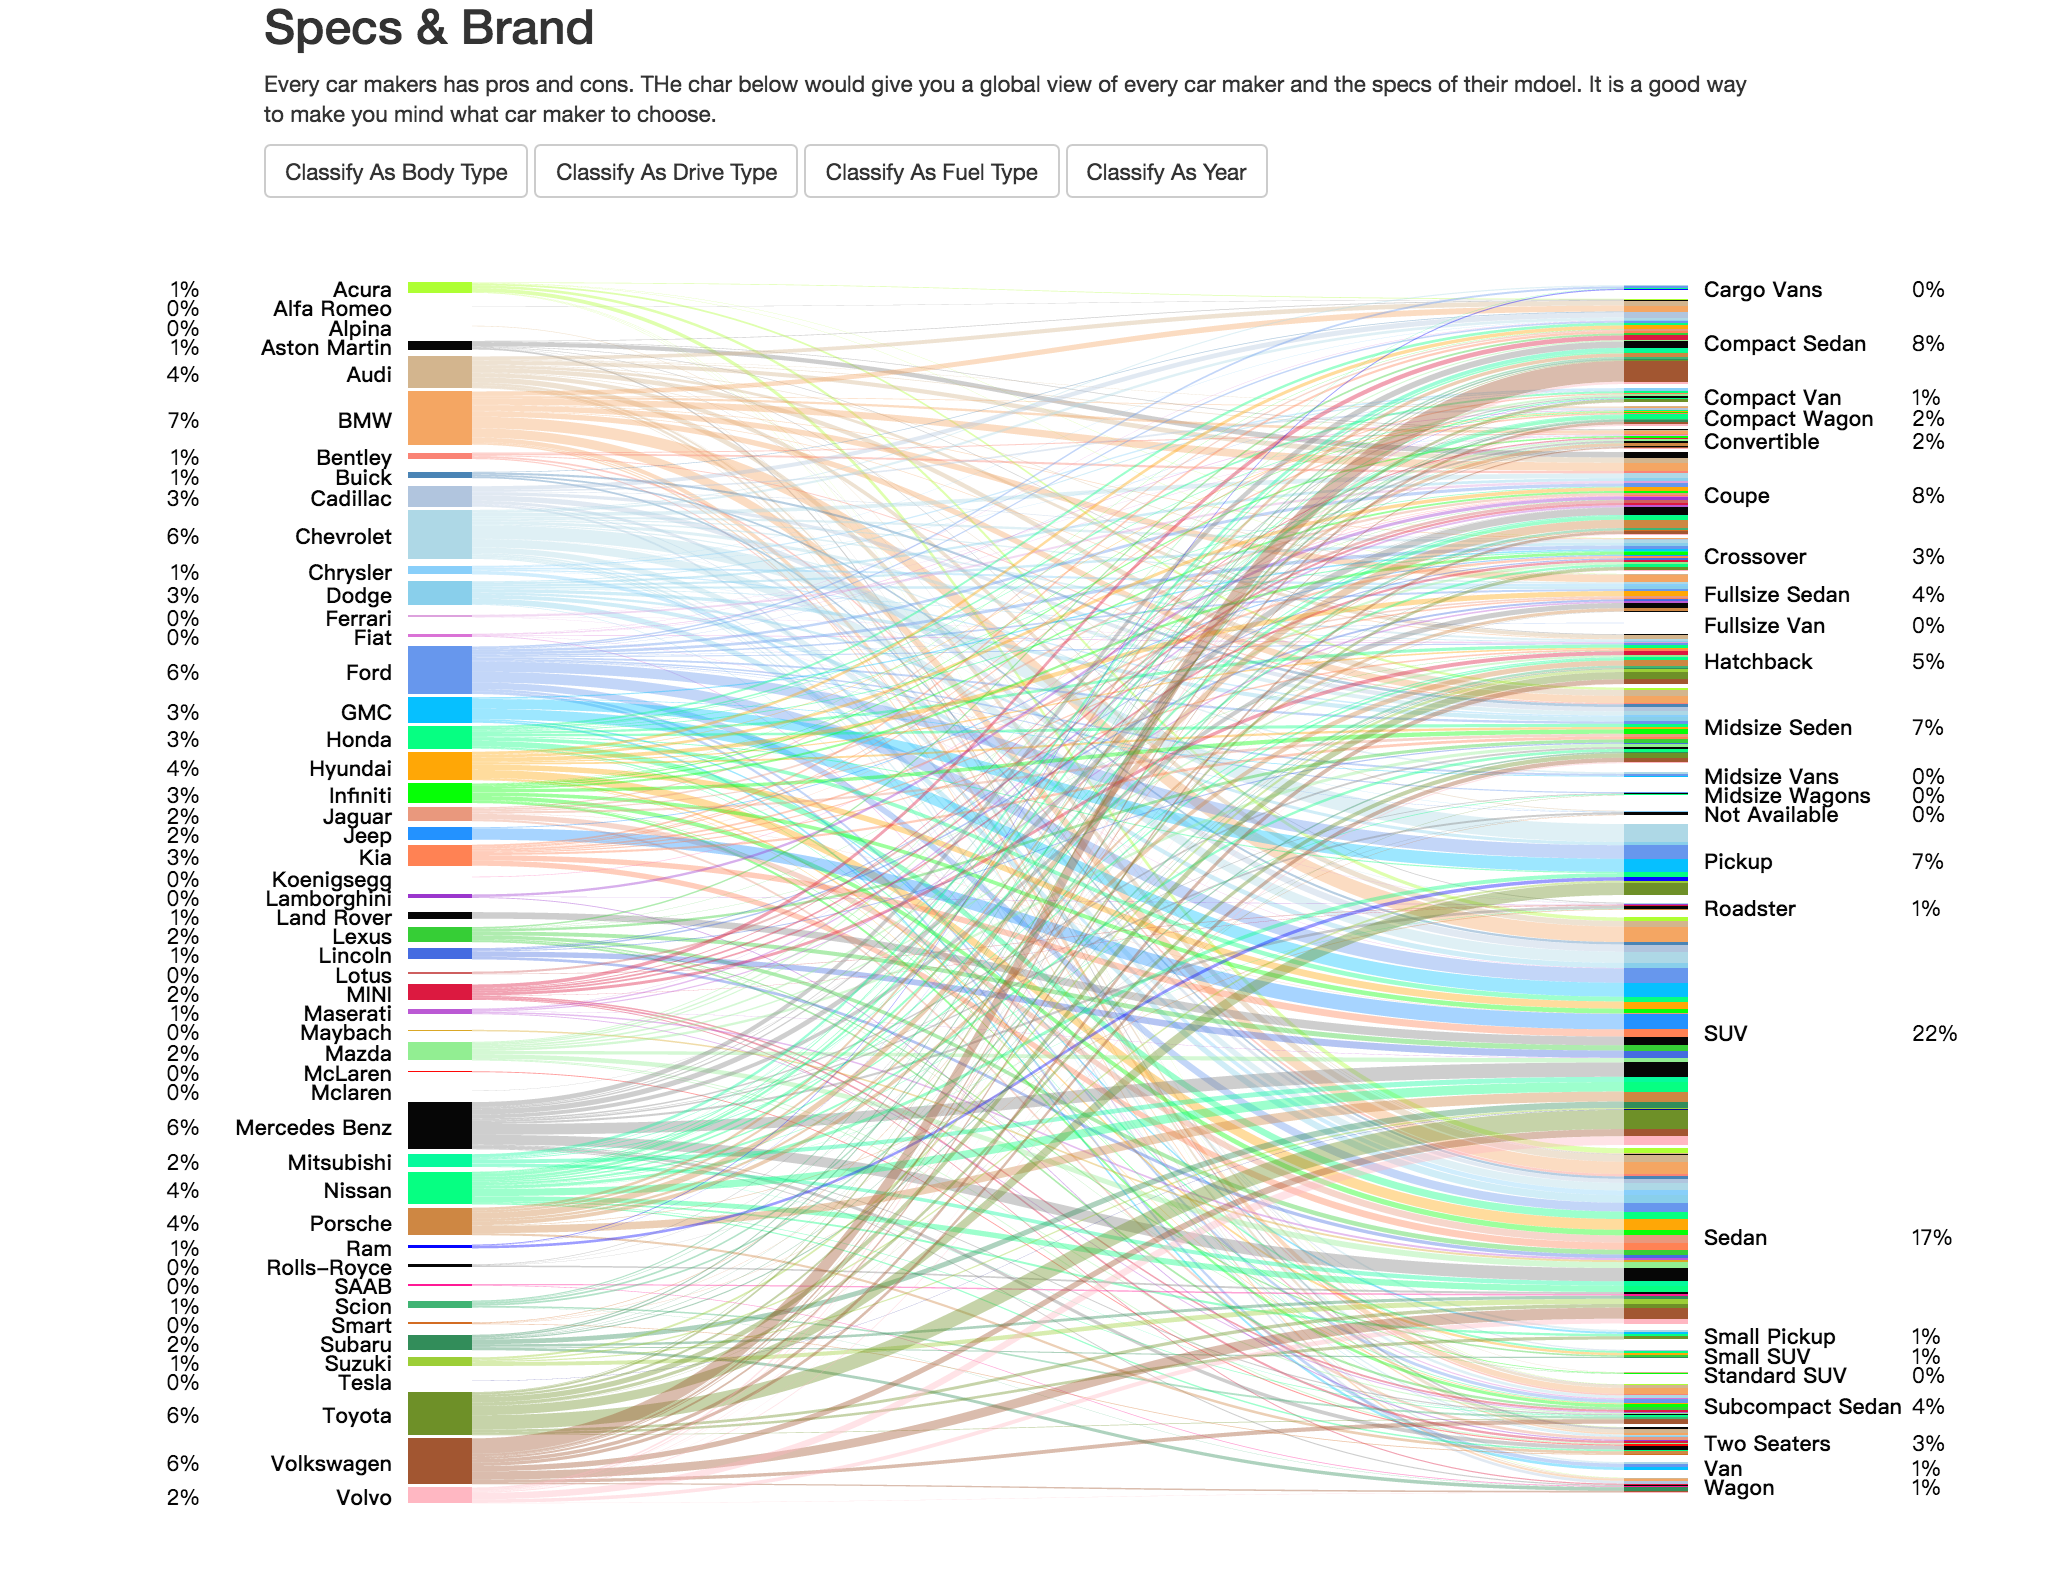 Specs & Brand
Every car makers has pros and cons. THe char below would give you a global view of every car maker and the specs of their mdoel. It is a good way
to make you mind what car maker to choose.
Classify As Body Type
Classify As Drive Type
Classify As Fuel Type
Classify As Year
1% Acura
0% Alfa Romeo
0% Alpina
1% Aston Martin
4% Audi
7% BMW
1% Bentley
1% Buick
3% Cadillac
6% Chevrolet
1% Chrysler
3% Dodge
0% Ferrari
0% Fiat
6% Ford
3% GMC
3% Honda
4% Hyundai
3% Infiniti
2% Jaguar
2% Jeep
3% Kia
0% Koenigsegg
0% Lamborghini
1% Land Rover
2% Lexus
1% Lincoln
0% Lotus
2% MINI
1% Maserati
0% Maybach
2% Mazda
0% McLaren
0% Mclaren
6% Mercedes Benz
2% Mitsubishi
4% Nissan
4% Porsche
1% Ram
0% Rolls-Royce
0% SAAB
1% Scion
0% Smart
2% Subaru
1% Suzuki
0% Tesla
6% Toyota
6% Volkswagen
2% Volvo
Cargo Vans 0%
Compact Sedan 8%
Compact Van 1%
Compact Wagon 2%
Convertible 2%
Coupe 8%
Crossover 3%
Fullsize Sedan 4%
Fullsize Van 0%
Hatchback 5%
Midsize Seden 7%
Midsize Vans 0%
Midsize Wagons 0%
Not Available 0%
Pickup 7%
Roadster 1%
SUV 22%
Sedan 17%
Small Pickup 1%
Small SUV 1%
Standard SUV 0%
Subcompact Sedan 4%
Two Seaters 3%
Van 1%
Wagon 1%